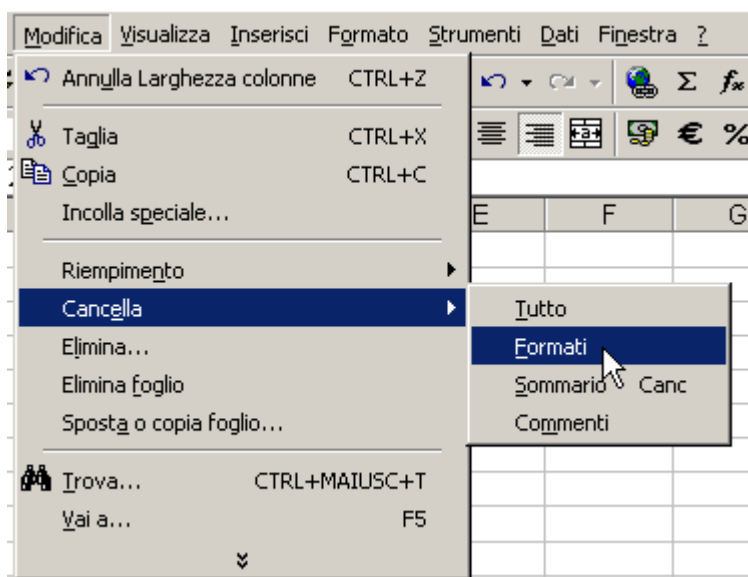 Modifica Visualizza Inserisci Formato Strumenti Dati Finestra ?
Annulla Larghezza colonne CTRL+Z
Σ fx
Taglia CTRL+X
€ %
Copia CTRL+C
Incolla speciale...
E F G
Riempimento
Cancella
Tutto
Elimina...
Formati
Elimina foglio
Sommario Canc
Sposta o copia foglio...
Commenti
Trova... CTRL+MAIUSC+T
Vai a... F5